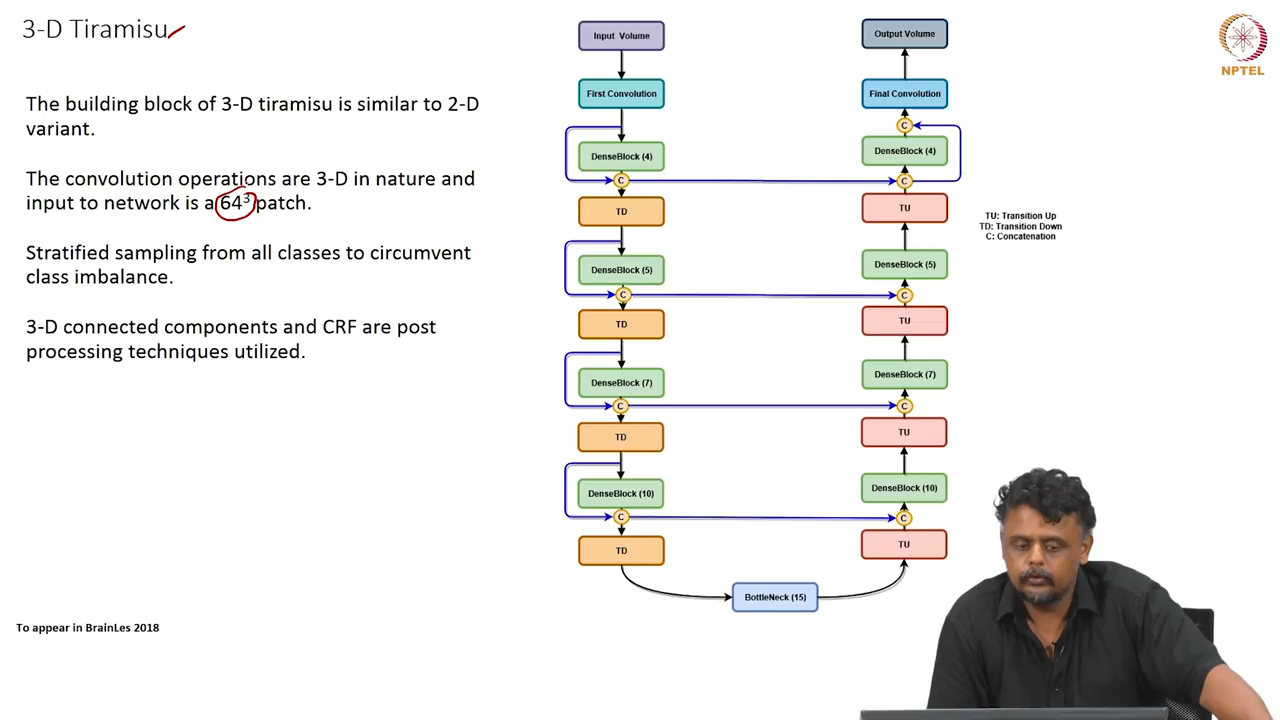 3-D Tiramisu
The building block of 3-D tiramisu is similar to 2-D
variant.
The convolution operations are 3-D in nature and
input to network is a 64³ patch.
Stratified sampling from all classes to circumvent
class imbalance.
3-D connected components and CRF are post
processing techniques utilized.
To appear in BrainLes 2018
Input Volume
First Convolution
DenseBlock (4)
C
TD
DenseBlock (5)
C
TD
DenseBlock (7)
C
TD
DenseBlock (10)
C
TD
BottleNeck (15)
Output Volume
Final Convolution
C
DenseBlock (4)
C
TU
DenseBlock (5)
C
TU
DenseBlock (7)
C
TU
DenseBlock (10)
C
TU
TU: Transition Up
TD: Transition Down
C: Concatenation
NPTEL